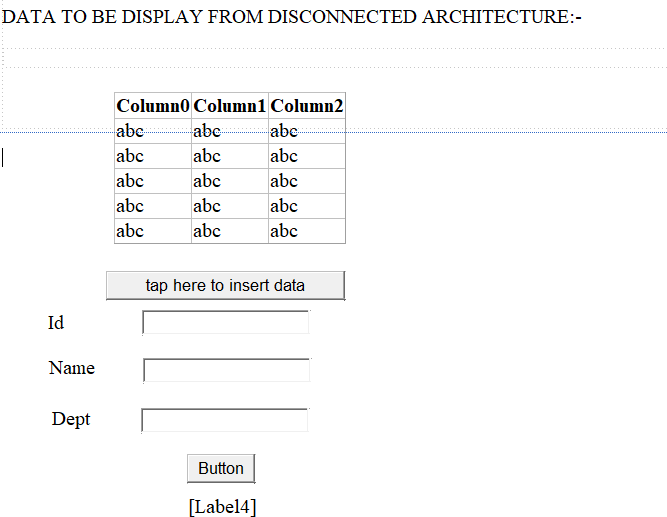 DATA TO BE DISPLAY FROM DISCONNECTED ARCHITECTURE:-
Column0 Column1 Column2
abc abc abc
abc abc abc
abc abc abc
abc abc abc
abc abc abc
tap here to insert data
Id
Name
Dept
Button
[Label4]